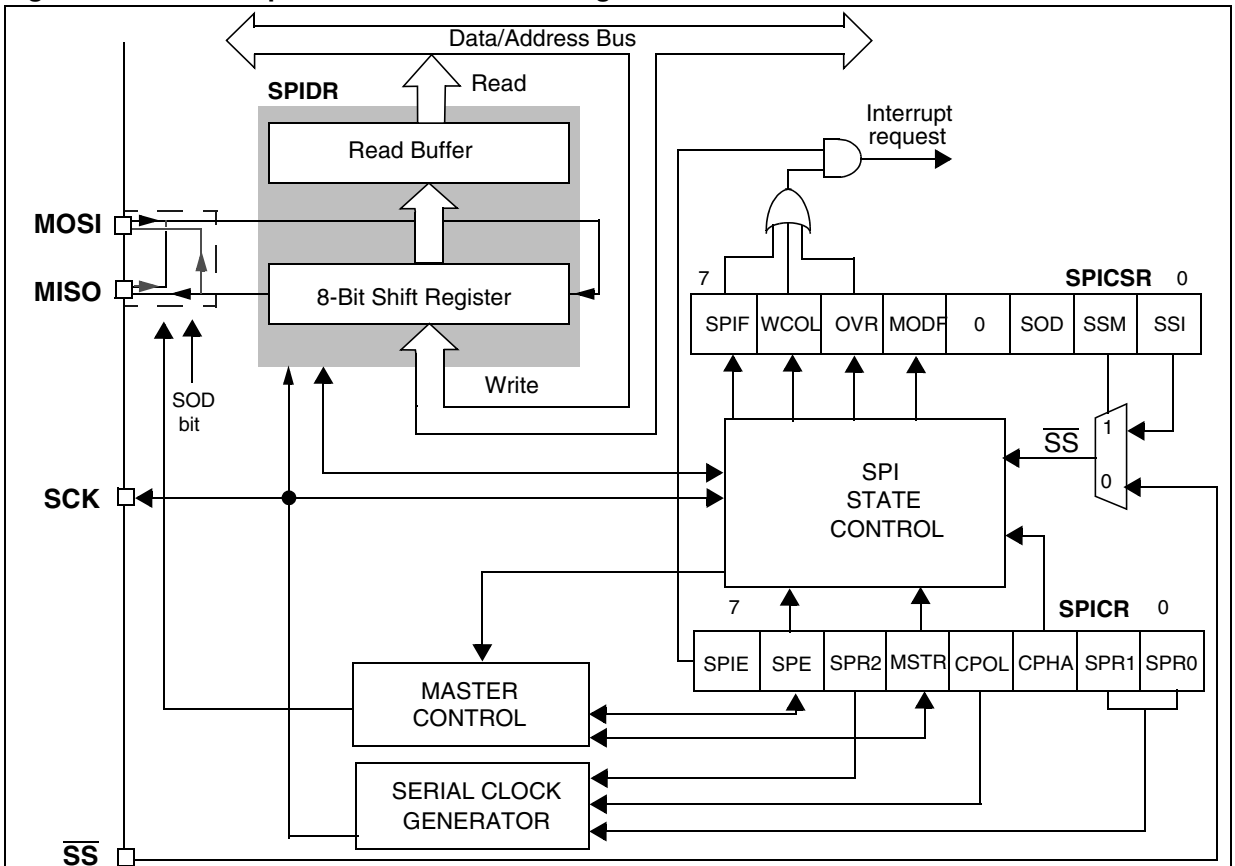 Data/Address Bus
SPIDR
Read
Read Buffer
Interrupt
request
MOSI
MISO
8-Bit Shift Register
7
SPICSR
0
SPIF
WCOL
OVR
MODF
0
SOD
SSM
SSI
Write
SOD
bit
SS
1
0
SCK
SPI
STATE
CONTROL
7
SPICR
0
SPIE
SPE
SPR2
MSTR
CPOL
CPHA
SPR1
SPR0
MASTER
CONTROL
SERIAL CLOCK
GENERATOR
SS